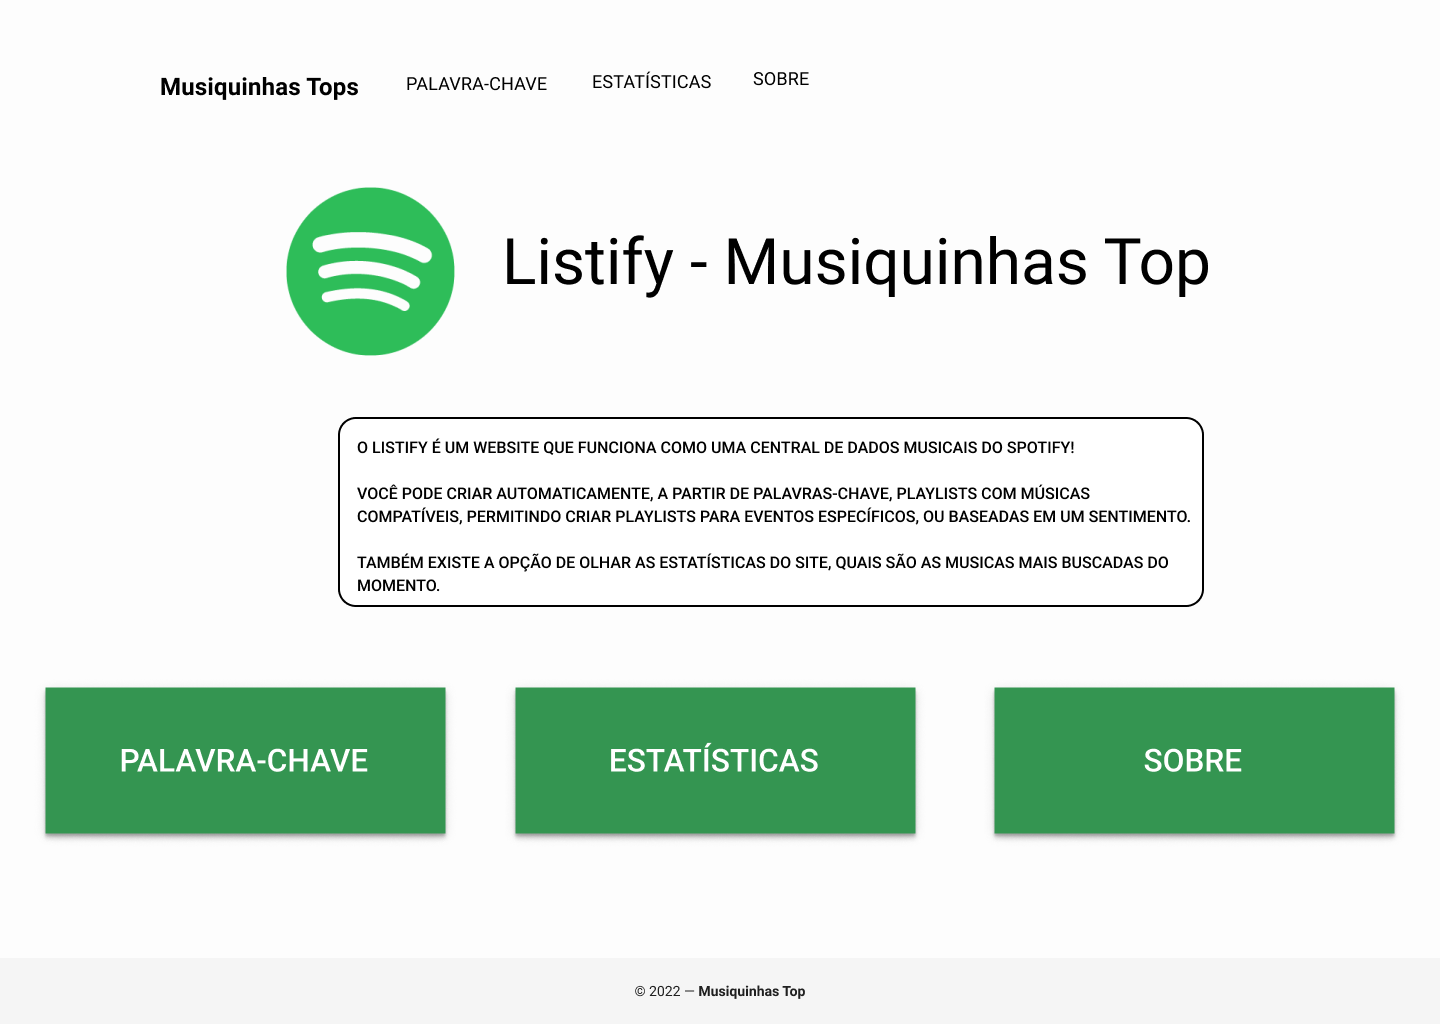 Musiquinhas Tops PALAVRA-CHAVE ESTATÍSTICAS SOBRE
Listify - Musiquinhas Top
O LISTIFY É UM WEBSITE QUE FUNCIONA COMO UMA CENTRAL DE DADOS MUSICAIS DO SPOTIFY!
VOCÊ PODE CRIAR AUTOMATICAMENTE, A PARTIR DE PALAVRAS-CHAVE, PLAYLISTS COM MÚSICAS
COMPATÍVEIS, PERMITINDO CRIAR PLAYLISTS PARA EVENTOS ESPECÍFICOS, OU BASEADAS EM UM SENTIMENTO.
TAMBÉM EXISTE A OPÇÃO DE OLHAR AS ESTATÍSTICAS DO SITE, QUAIS SÃO AS MUSICAS MAIS BUSCADAS DO
MOMENTO.
PALAVRA-CHAVE ESTATÍSTICAS SOBRE
© 2022 — Musiquinhas Top